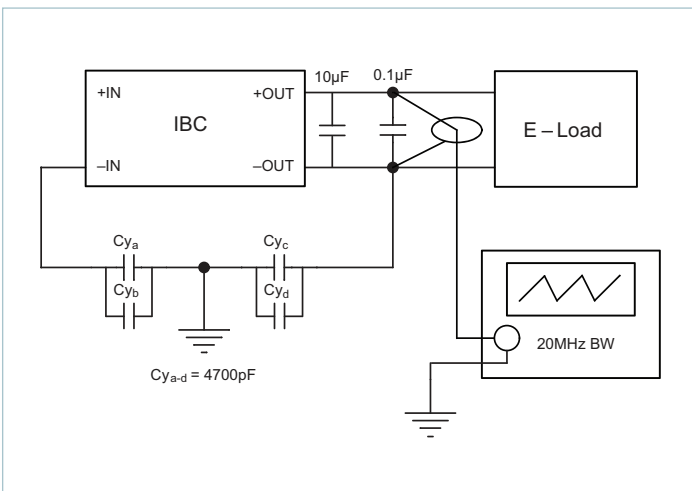 10µF
0.1µF
+IN
+OUT
IBC
E – Load
–IN
–OUT
Cya
Cyc
Cyb
Cyd
20MHz BW
Cya-d = 4700pF